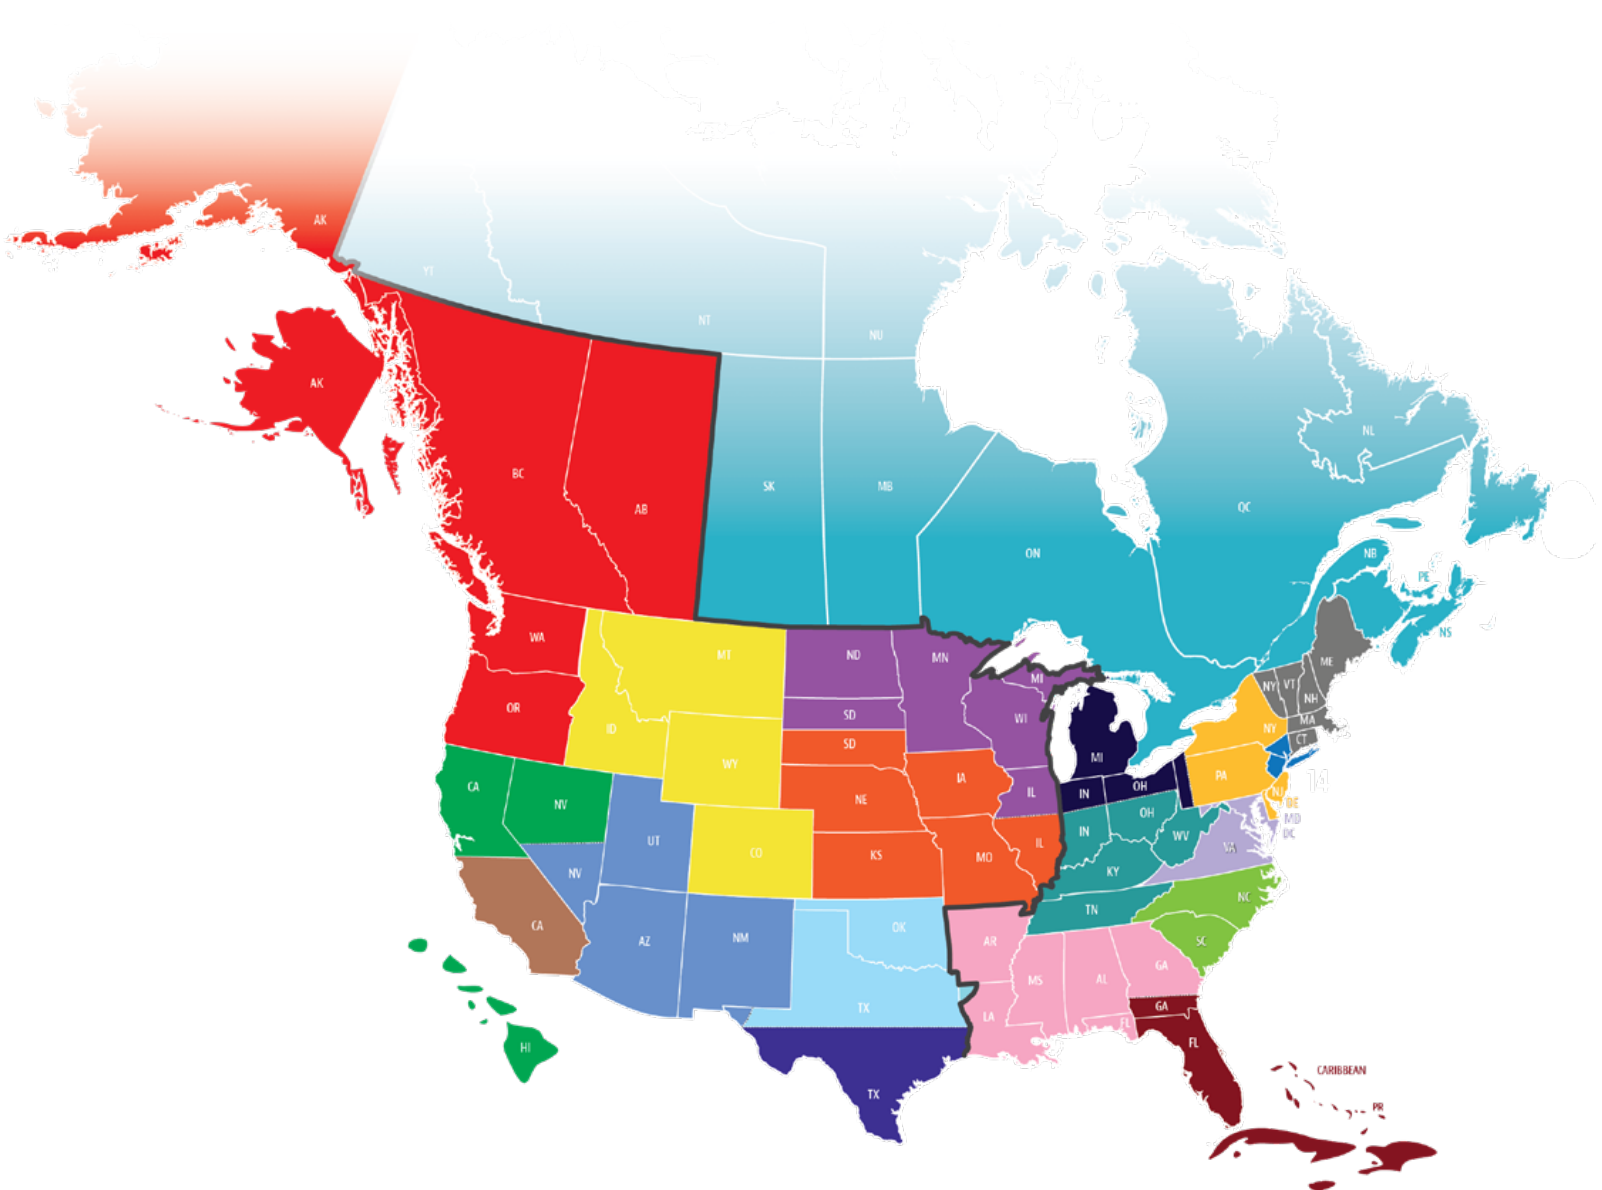 AK
YT
NT
NU
AK
NL
BC
SK
MB
AB
QC
ON
NB
PE
NS
WA
MT
ND
MN
ME
MI
NY
VT
NH
OR
SD
WI
MA
ID
NY
CT
SD
WY
MI
IA
PA
14
CA
OH
NV
IL
IN
NJ
NE
DE
OH
MD
IN
DC
WV
UT
IL
VA
CO
KS
MO
KY
NV
NC
TN
CA
OK
AZ
NM
AR
SC
GA
MS
AL
TX
GA
LA
FL
HI
FL
CARIBBEAN
TX
PR